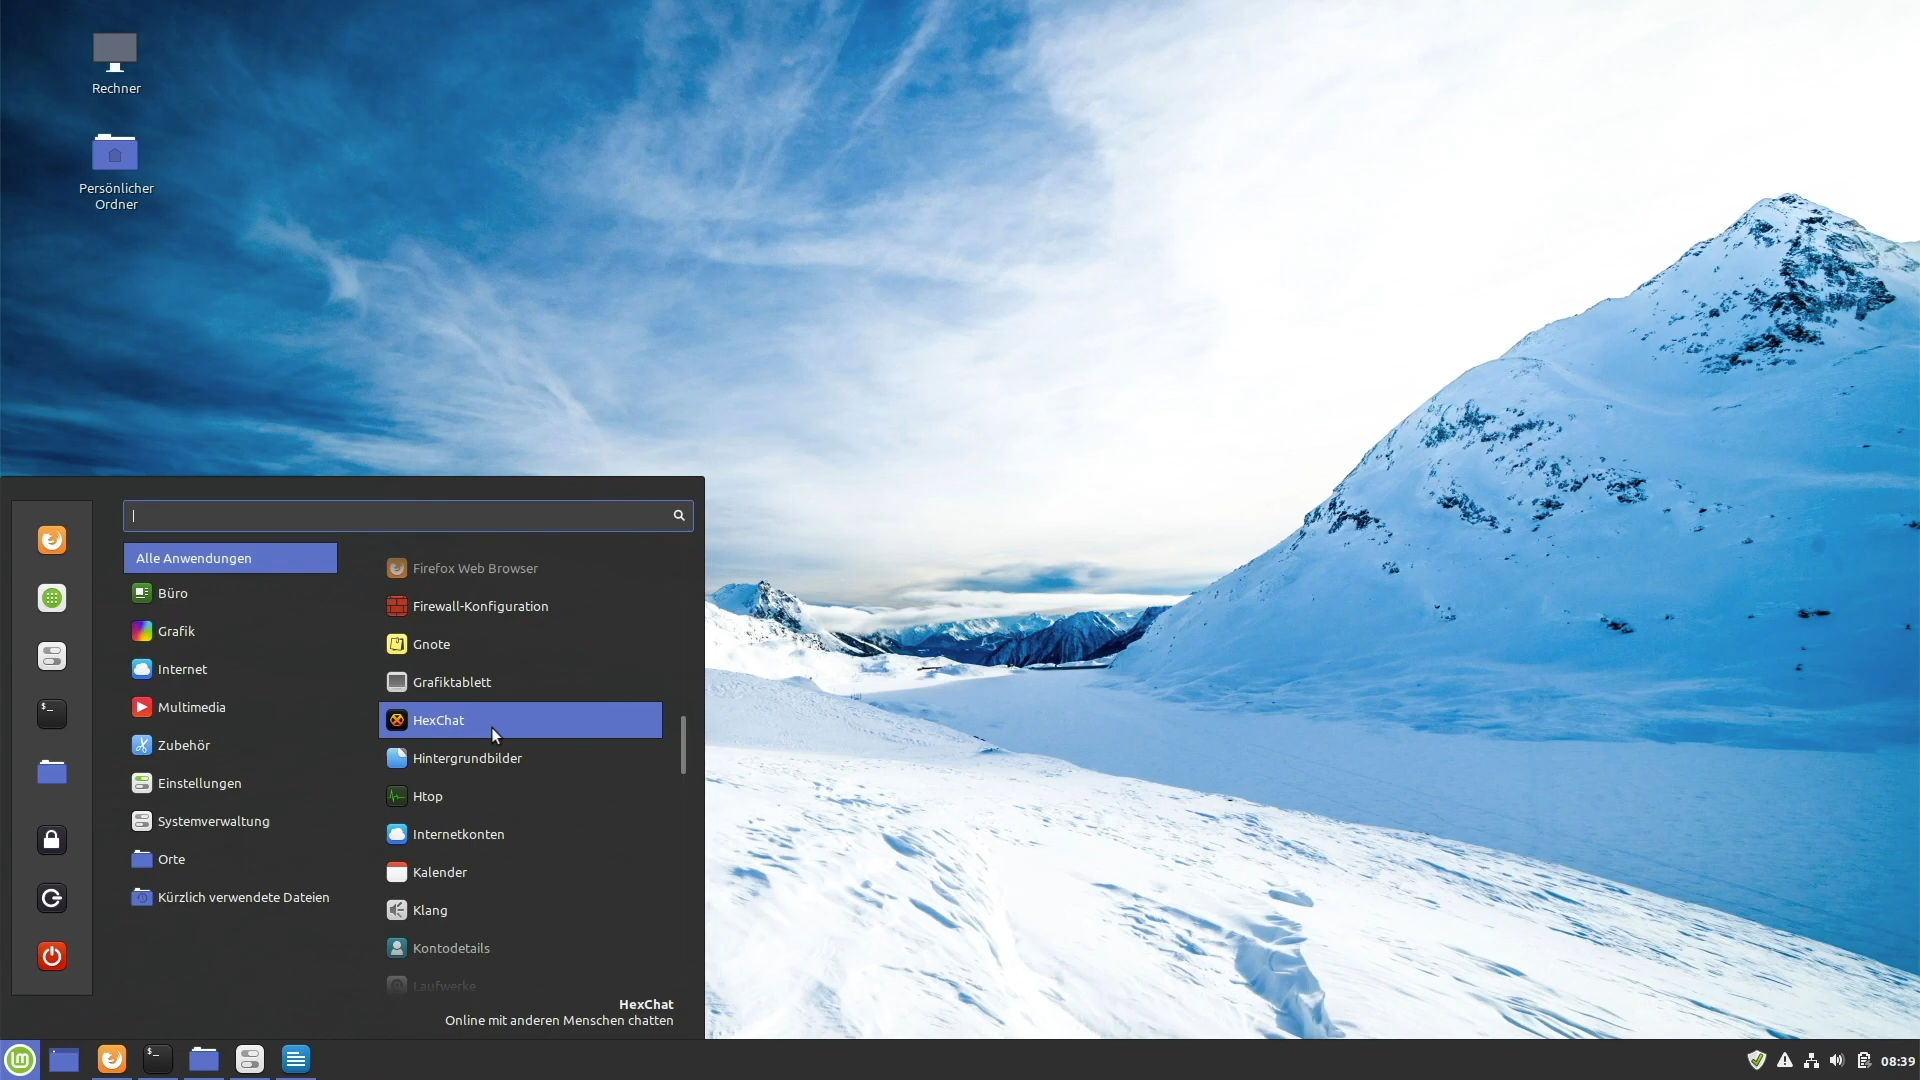 Rechner
Persönlicher
Ordner
Alle Anwendungen
Büro
Grafik
Internet
Multimedia
Zubehör
Einstellungen
Systemverwaltung
Orte
Kürzlich verwendete Dateien
Firefox Web Browser
Firewall-Konfiguration
Gnote
Grafiktablett
HexChat
Hintergrundbilder
Htop
Internetkonten
Kalender
Klang
Kontodetails
Laufwerke
HexChat
Online mit anderen Menschen chatten
08:39